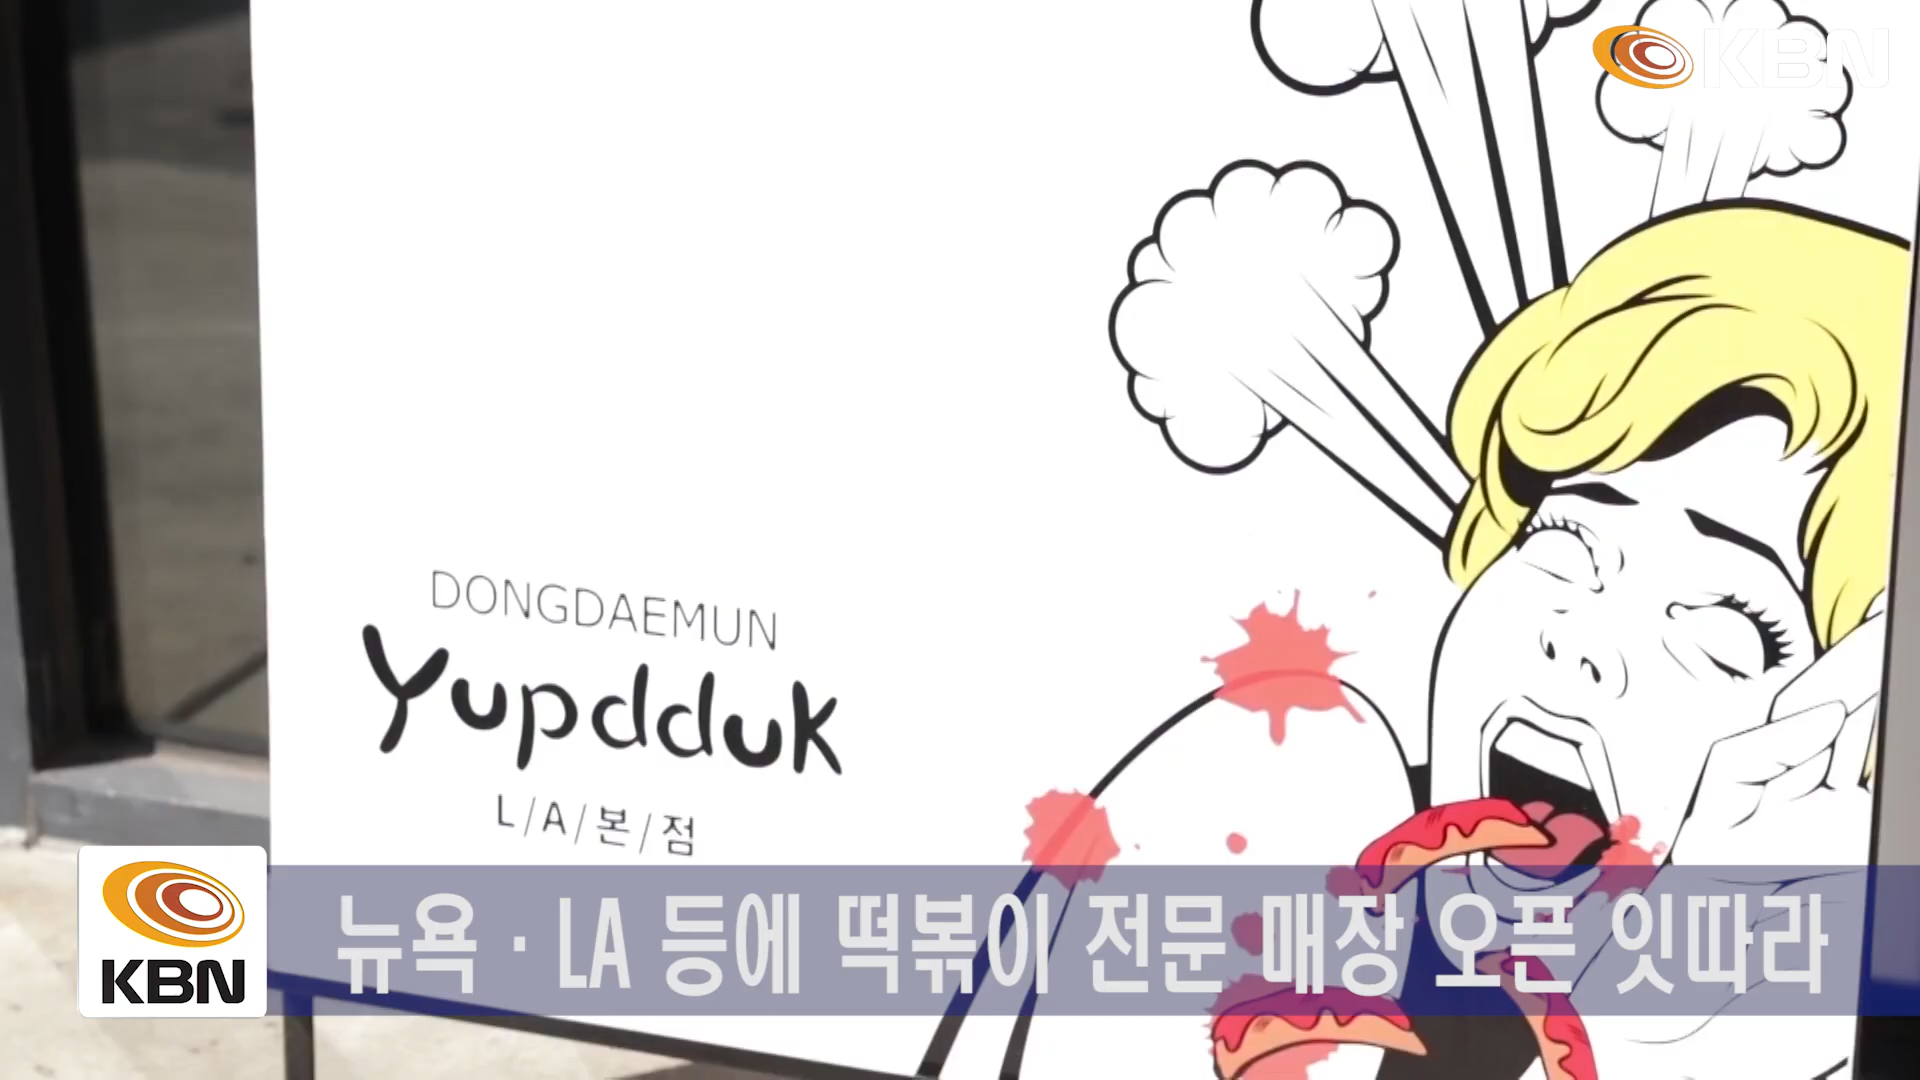 KBN
DONGDAEMUN
Yupdduk
L/A/본/점
KBN
뉴욕·LA 등에 떡볶이 전문 매장 오픈 잇따라